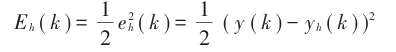 $E_h(k) = \frac{1}{2} e_h^2(k) = \frac{1}{2} (y(k) - y_h(k))^2$